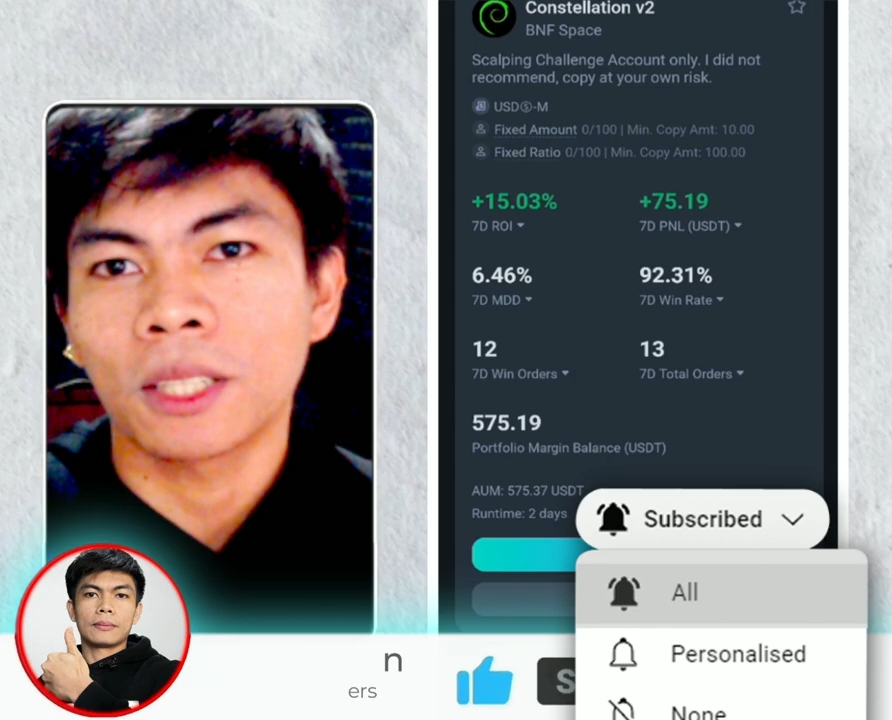 Constellation v2
BNF Space
Scalping Challenge Account only. I did not
recommend, copy at your own risk.
USDⓈ-M
Fixed Amount 0/100 | Min. Copy Amt: 10.00
Fixed Ratio 0/100 | Min. Copy Amt: 100.00
+15.03% +75.19
7D ROI 7D PNL (USDT)
6.46% 92.31%
7D MDD 7D Win Rate
12 13
7D Win Orders 7D Total Orders
575.19
Portfolio Margin Balance (USDT)
AUM: 575.37 USDT
Runtime: 2 days
Subscribed
All
Personalised
None
n
ers
S